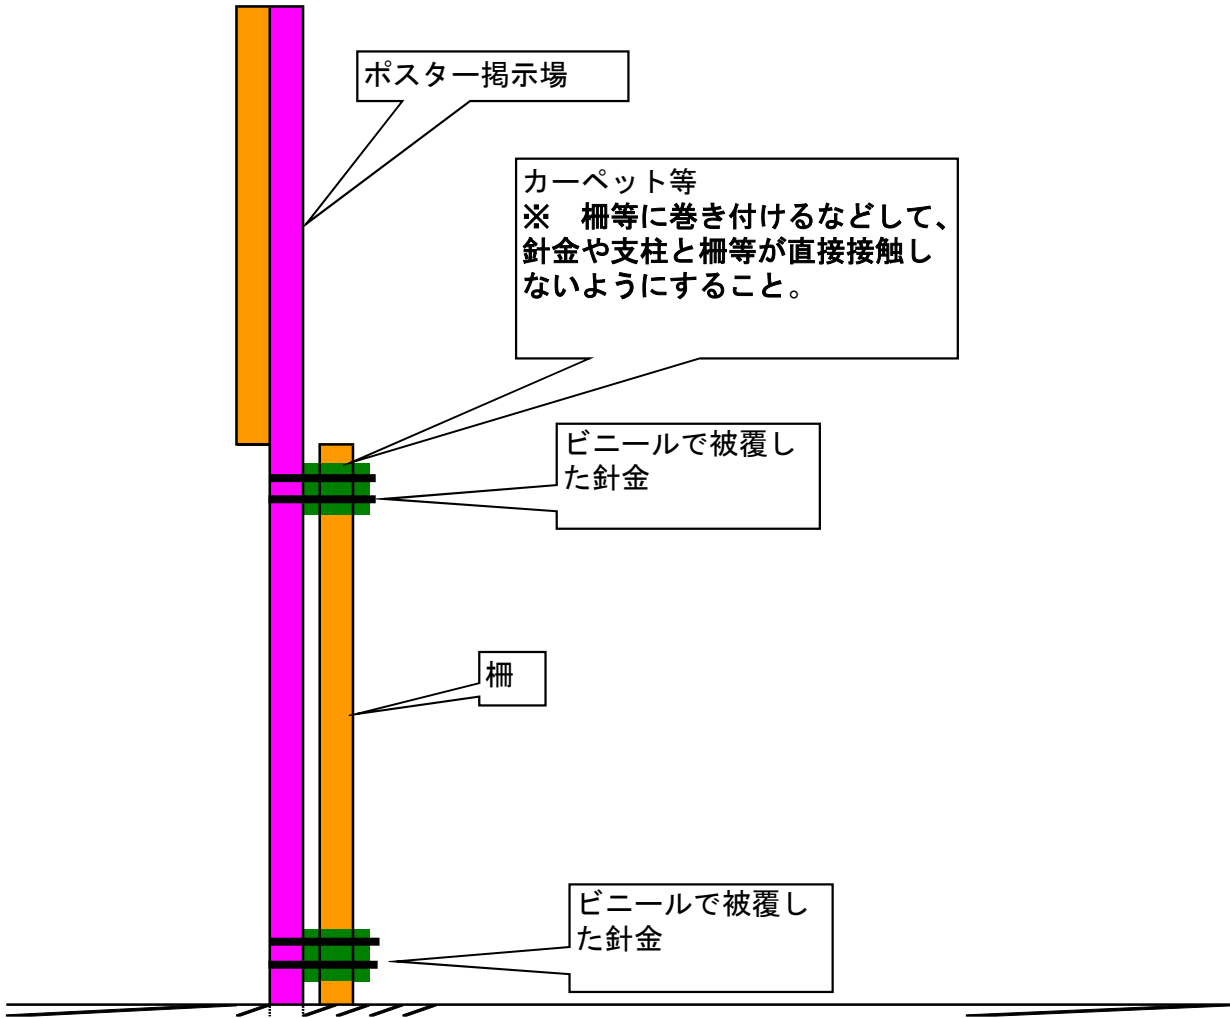 ポスター掲示場
カーペット等
※　柵等に巻き付けるなどして、
針金や支柱と柵等が直接接触し
ないようにすること。
ビニールで被覆し
た針金
柵
ビニールで被覆し
た針金